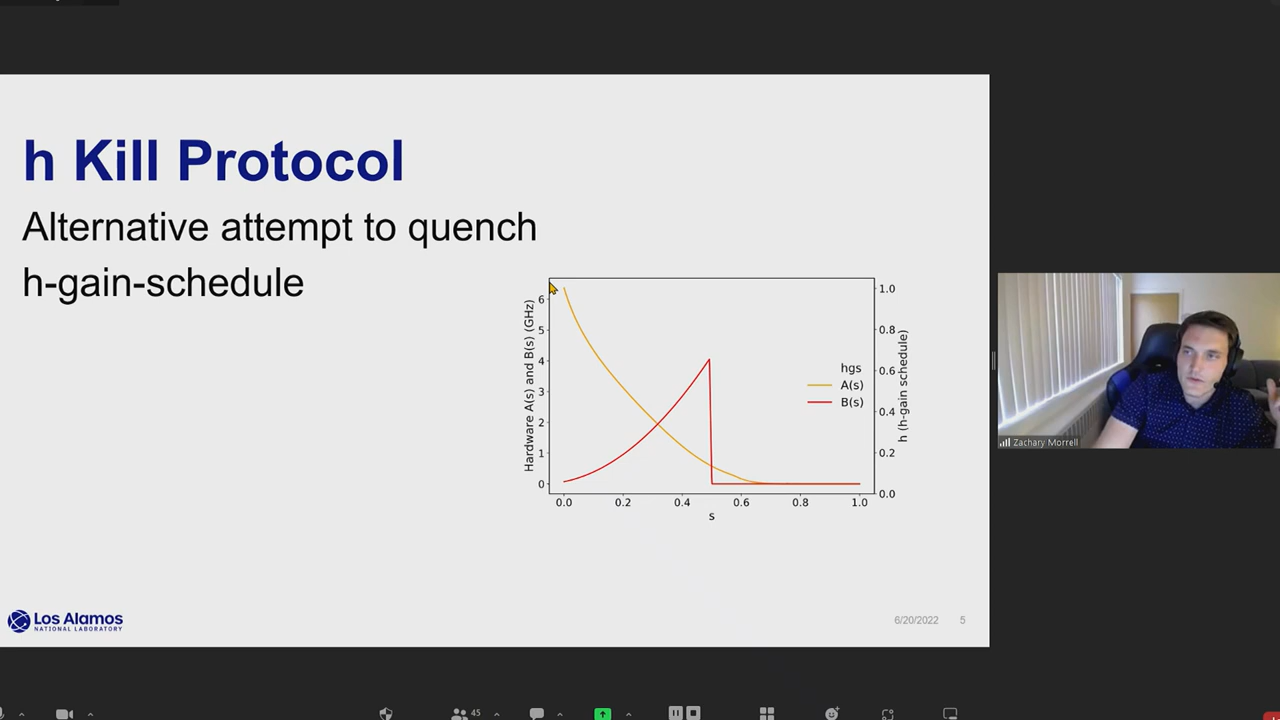 h Kill Protocol
Alternative attempt to quench
h-gain-schedule
Hardware A(s) and B(s) (GHz)
6
5
4
3
2
1
0
0.0 0.2 0.4 0.6 0.8 1.0
s
1.0
0.8
0.6
0.4
0.2
0.0
h (h-gain schedule)
hgs
A(s)
B(s)
Los Alamos
NATIONAL LABORATORY
6/20/2022 5
Zachary Morrell
45